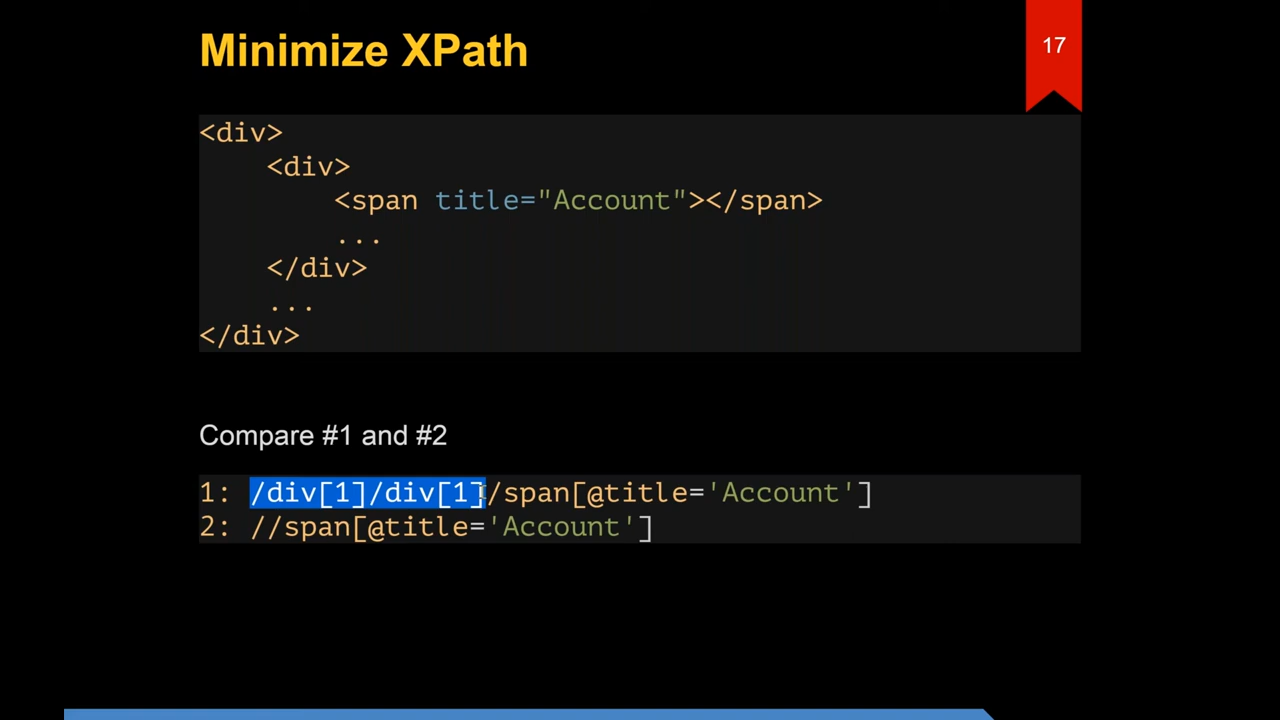 Minimize XPath
17
<div>
<div>
<span title="Account"></span>
...
</div>
...
</div>
Compare #1 and #2
1: /div[1]/div[1]/span[@title='Account']
2: //span[@title='Account']